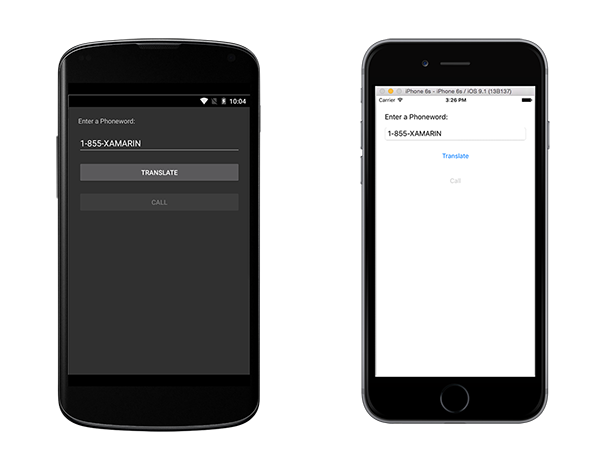 10:04
Enter a Phoneword:
1-855-XAMARIN
TRANSLATE
CALL
iPhone 6s - iPhone 6s / iOS 9.1 (13B137)
Carrier 3:26 PM
Enter a Phoneword:
1-855-XAMARIN
Translate
Call